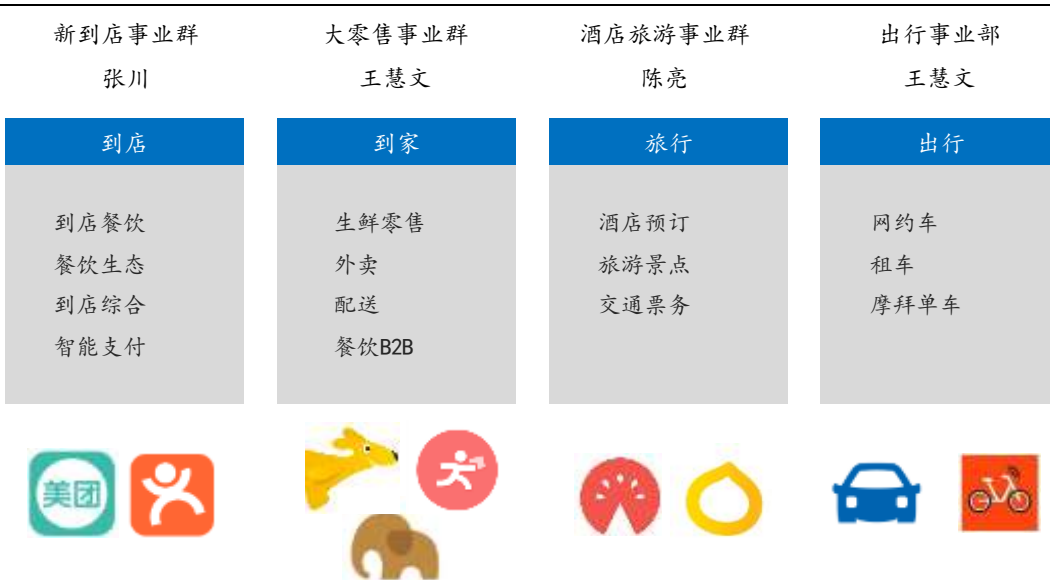 新到店事业群
张川
到店
到店餐饮
餐饮生态
到店综合
智能支付
美团
大零售事业群
王慧文
到家
生鲜零售
外卖
配送
餐饮B2B
酒店旅游事业群
陈亮
旅行
酒店预订
旅游景点
交通票务
出行事业部
王慧文
出行
网约车
租车
摩拜单车